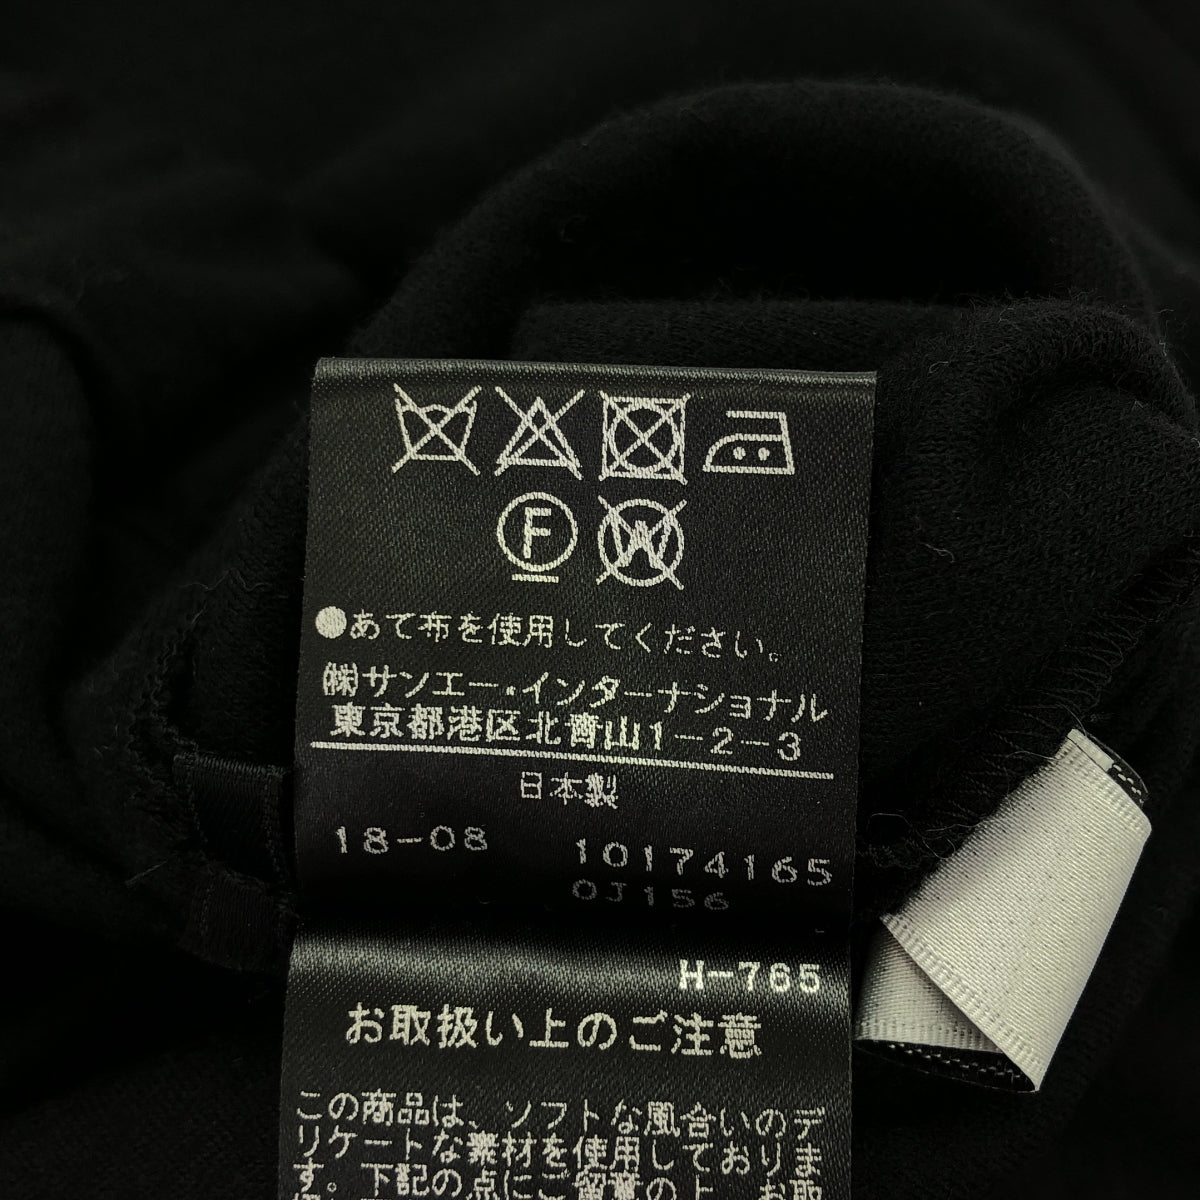 F W
●あて布を使用してください。
㈱サンエー・インターナショナル
東京都港区北青山1-2-3
日本製
18-08 10174165
0J156
H-765
お取扱い上のご注意
この商品は、ソフトな風合いのデ
リケートな素材を使用しておりま
す。下記の点にご留意の上、お取